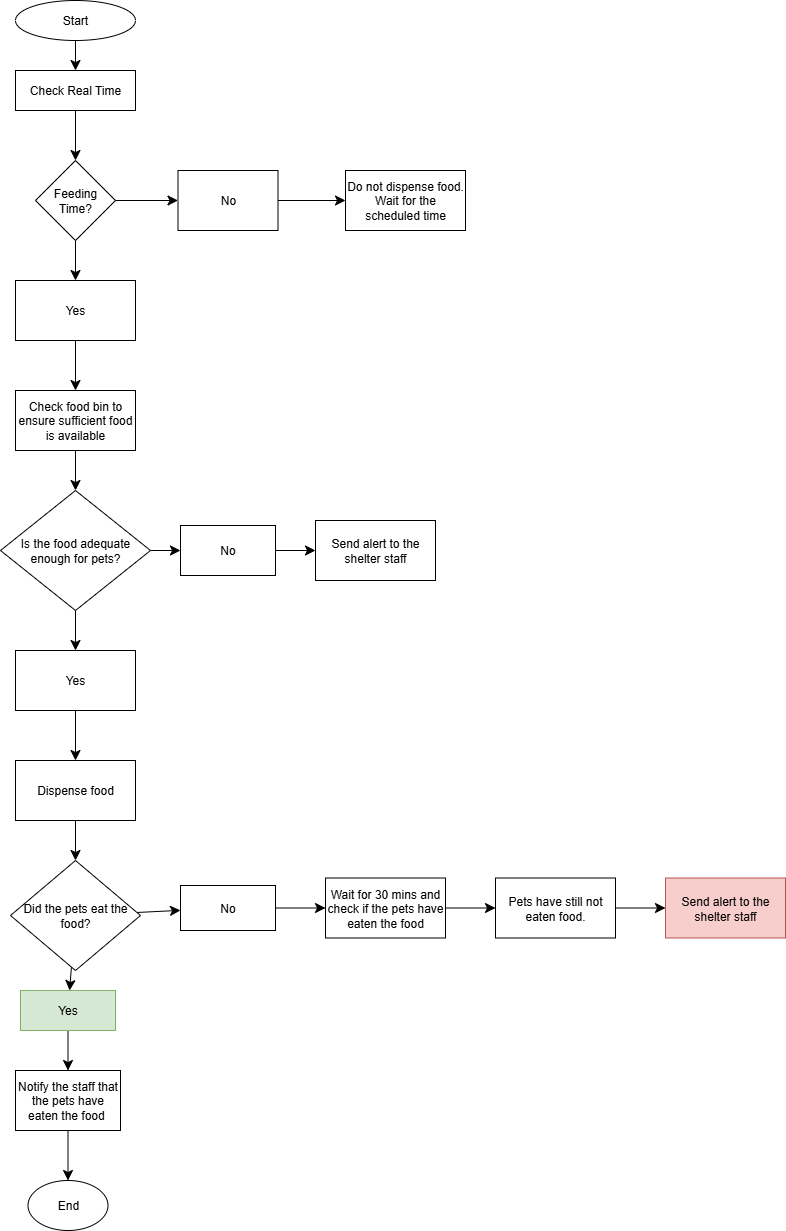 Start
Check Real Time
Feeding
Time?
No
Do not dispense food.
Wait for the
scheduled time
Yes
Check food bin to
ensure sufficient food
is available
Is the food adequate
enough for pets?
No
Send alert to the
shelter staff
Yes
Dispense food
Did the pets eat the
food?
No
Wait for 30 mins and
check if the pets have
eaten the food
Pets have still not
eaten food.
Send alert to the
shelter staff
Yes
Notify the staff that
the pets have
eaten the food
End